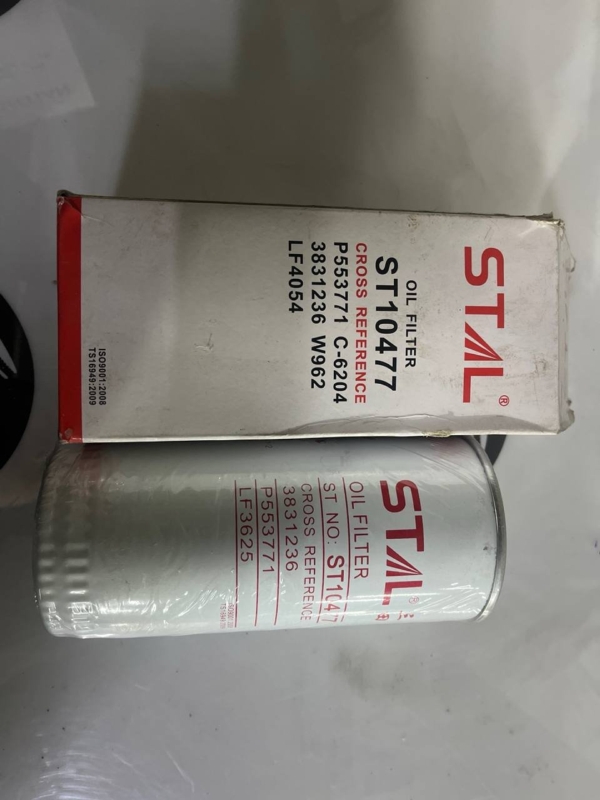 STAL®
OIL FILTER
ST10477
CROSS REFERENCE
P553771 C-6204
3831236 W962
LF4054
ISO9001:2008
TS16949:2009
STAL®
OIL FILTER
ST NO: ST10477
CROSS REFERENCE
3831236
P553771
LF3625